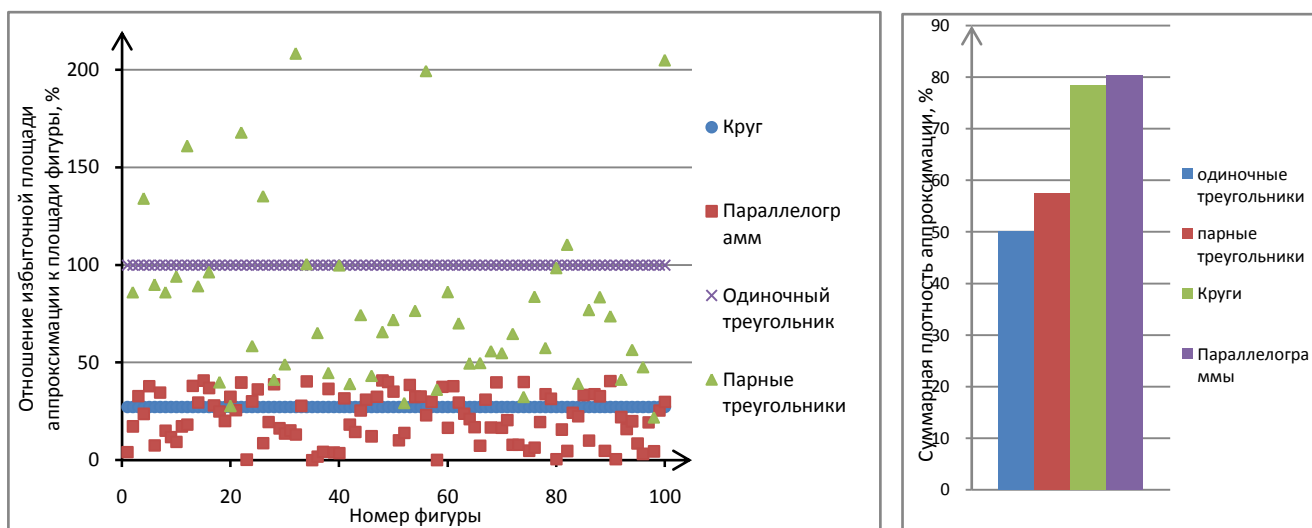 Отношение избыточной площади
аппроксимации к площади фигуры, %
200
150
100
50
0
0 20 40 60 80 100
Номер фигуры
Круг
Параллелогр
амм
Одиночный
треугольник
Парные
треугольники
Суммарная плотность аппроксимации, %
90
80
70
60
50
40
30
20
10
0
одиночные
треугольники
парные
треугольники
Круги
Параллелогра
ммы